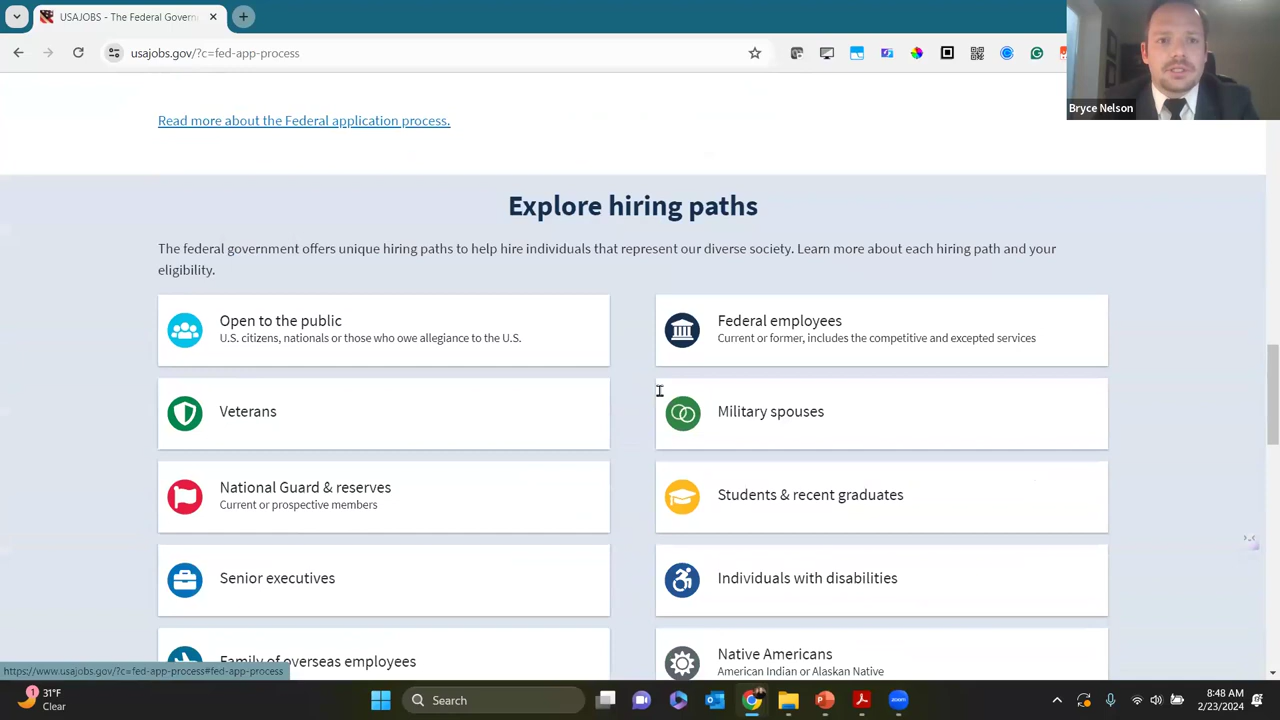 USAJOBS - The Federal Govern
usajobs.gov/?c=fed-app-process
Bryce Nelson
Read more about the Federal application process.
Explore hiring paths
The federal government offers unique hiring paths to help hire individuals that represent our diverse society. Learn more about each hiring path and your
eligibility.
Open to the public
U.S. citizens, nationals or those who owe allegiance to the U.S.
Federal employees
Current or former, includes the competitive and excepted services
Veterans
Military spouses
National Guard & reserves
Current or prospective members
Students & recent graduates
Senior executives
Individuals with disabilities
Family of overseas employees
Native Americans
American Indian or Alaskan Native
https://www.usajobs.gov/?c=fed-app-process#fed-app-process
1
31°F
Clear
Search
zoom
8:48 AM
2/23/2024